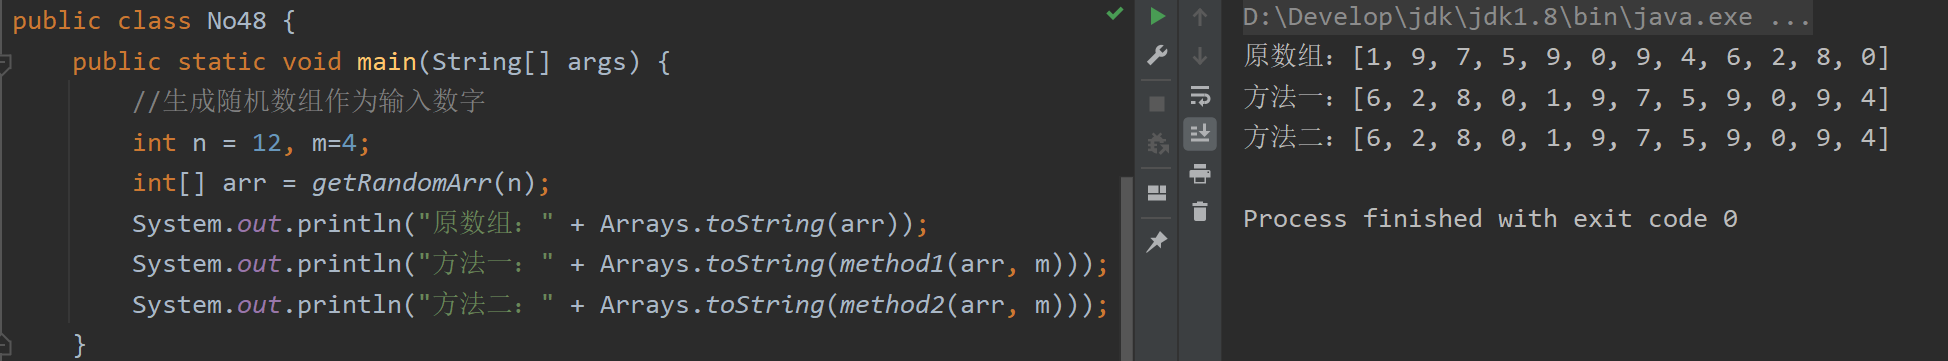 public class No48 {
    public static void main(String[] args) {
        //生成随机数组作为输入数字
        int n = 12, m=4;
        int[] arr = getRandomArr(n);
        System.out.println("原数组：" + Arrays.toString(arr));
        System.out.println("方法一：" + Arrays.toString(method1(arr, m)));
        System.out.println("方法二：" + Arrays.toString(method2(arr, m)));
    }
D:\Develop\jdk\jdk1.8\bin\java.exe ...
原数组：[1, 9, 7, 5, 9, 0, 9, 4, 6, 2, 8, 0]
方法一：[6, 2, 8, 0, 1, 9, 7, 5, 9, 0, 9, 4]
方法二：[6, 2, 8, 0, 1, 9, 7, 5, 9, 0, 9, 4]
Process finished with exit code 0